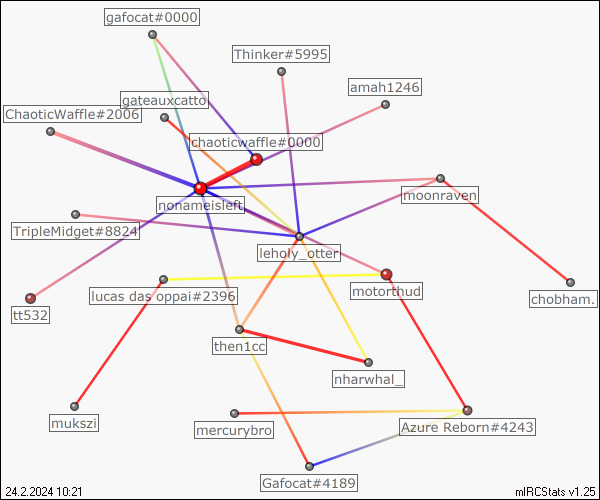 gafocat#0000
Thinker#5995
amah1246
gateauxcatto
ChaoticWaffle#2006
chaoticwaffle#0000
moonraven
nonameisleft
TripleMidget#8824
leholy_otter
motorthud
lucas das oppai#2396
chobham.
tt532
then1cc
nharwhal_
mukszi
mercurybro
Azure Reborn#4243
Gafocat#4189
24.2.2024 10:21
mIRCStats v1.25